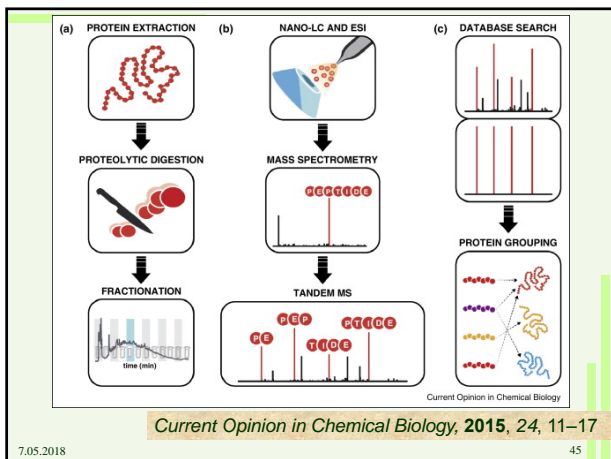 (a) PROTEIN EXTRACTION
PROTEOLYTIC DIGESTION
FRACTIONATION
time (min)
(b) NANO-LC AND ESI
MASS SPECTROMETRY
PEPTIDE
TANDEM MS
PE
PEP
TIDE
PTIDE
(c) DATABASE SEARCH
PROTEIN GROUPING
Current Opinion in Chemical Biology
Current Opinion in Chemical Biology, 2015, 24, 11–17
7.05.2018
45